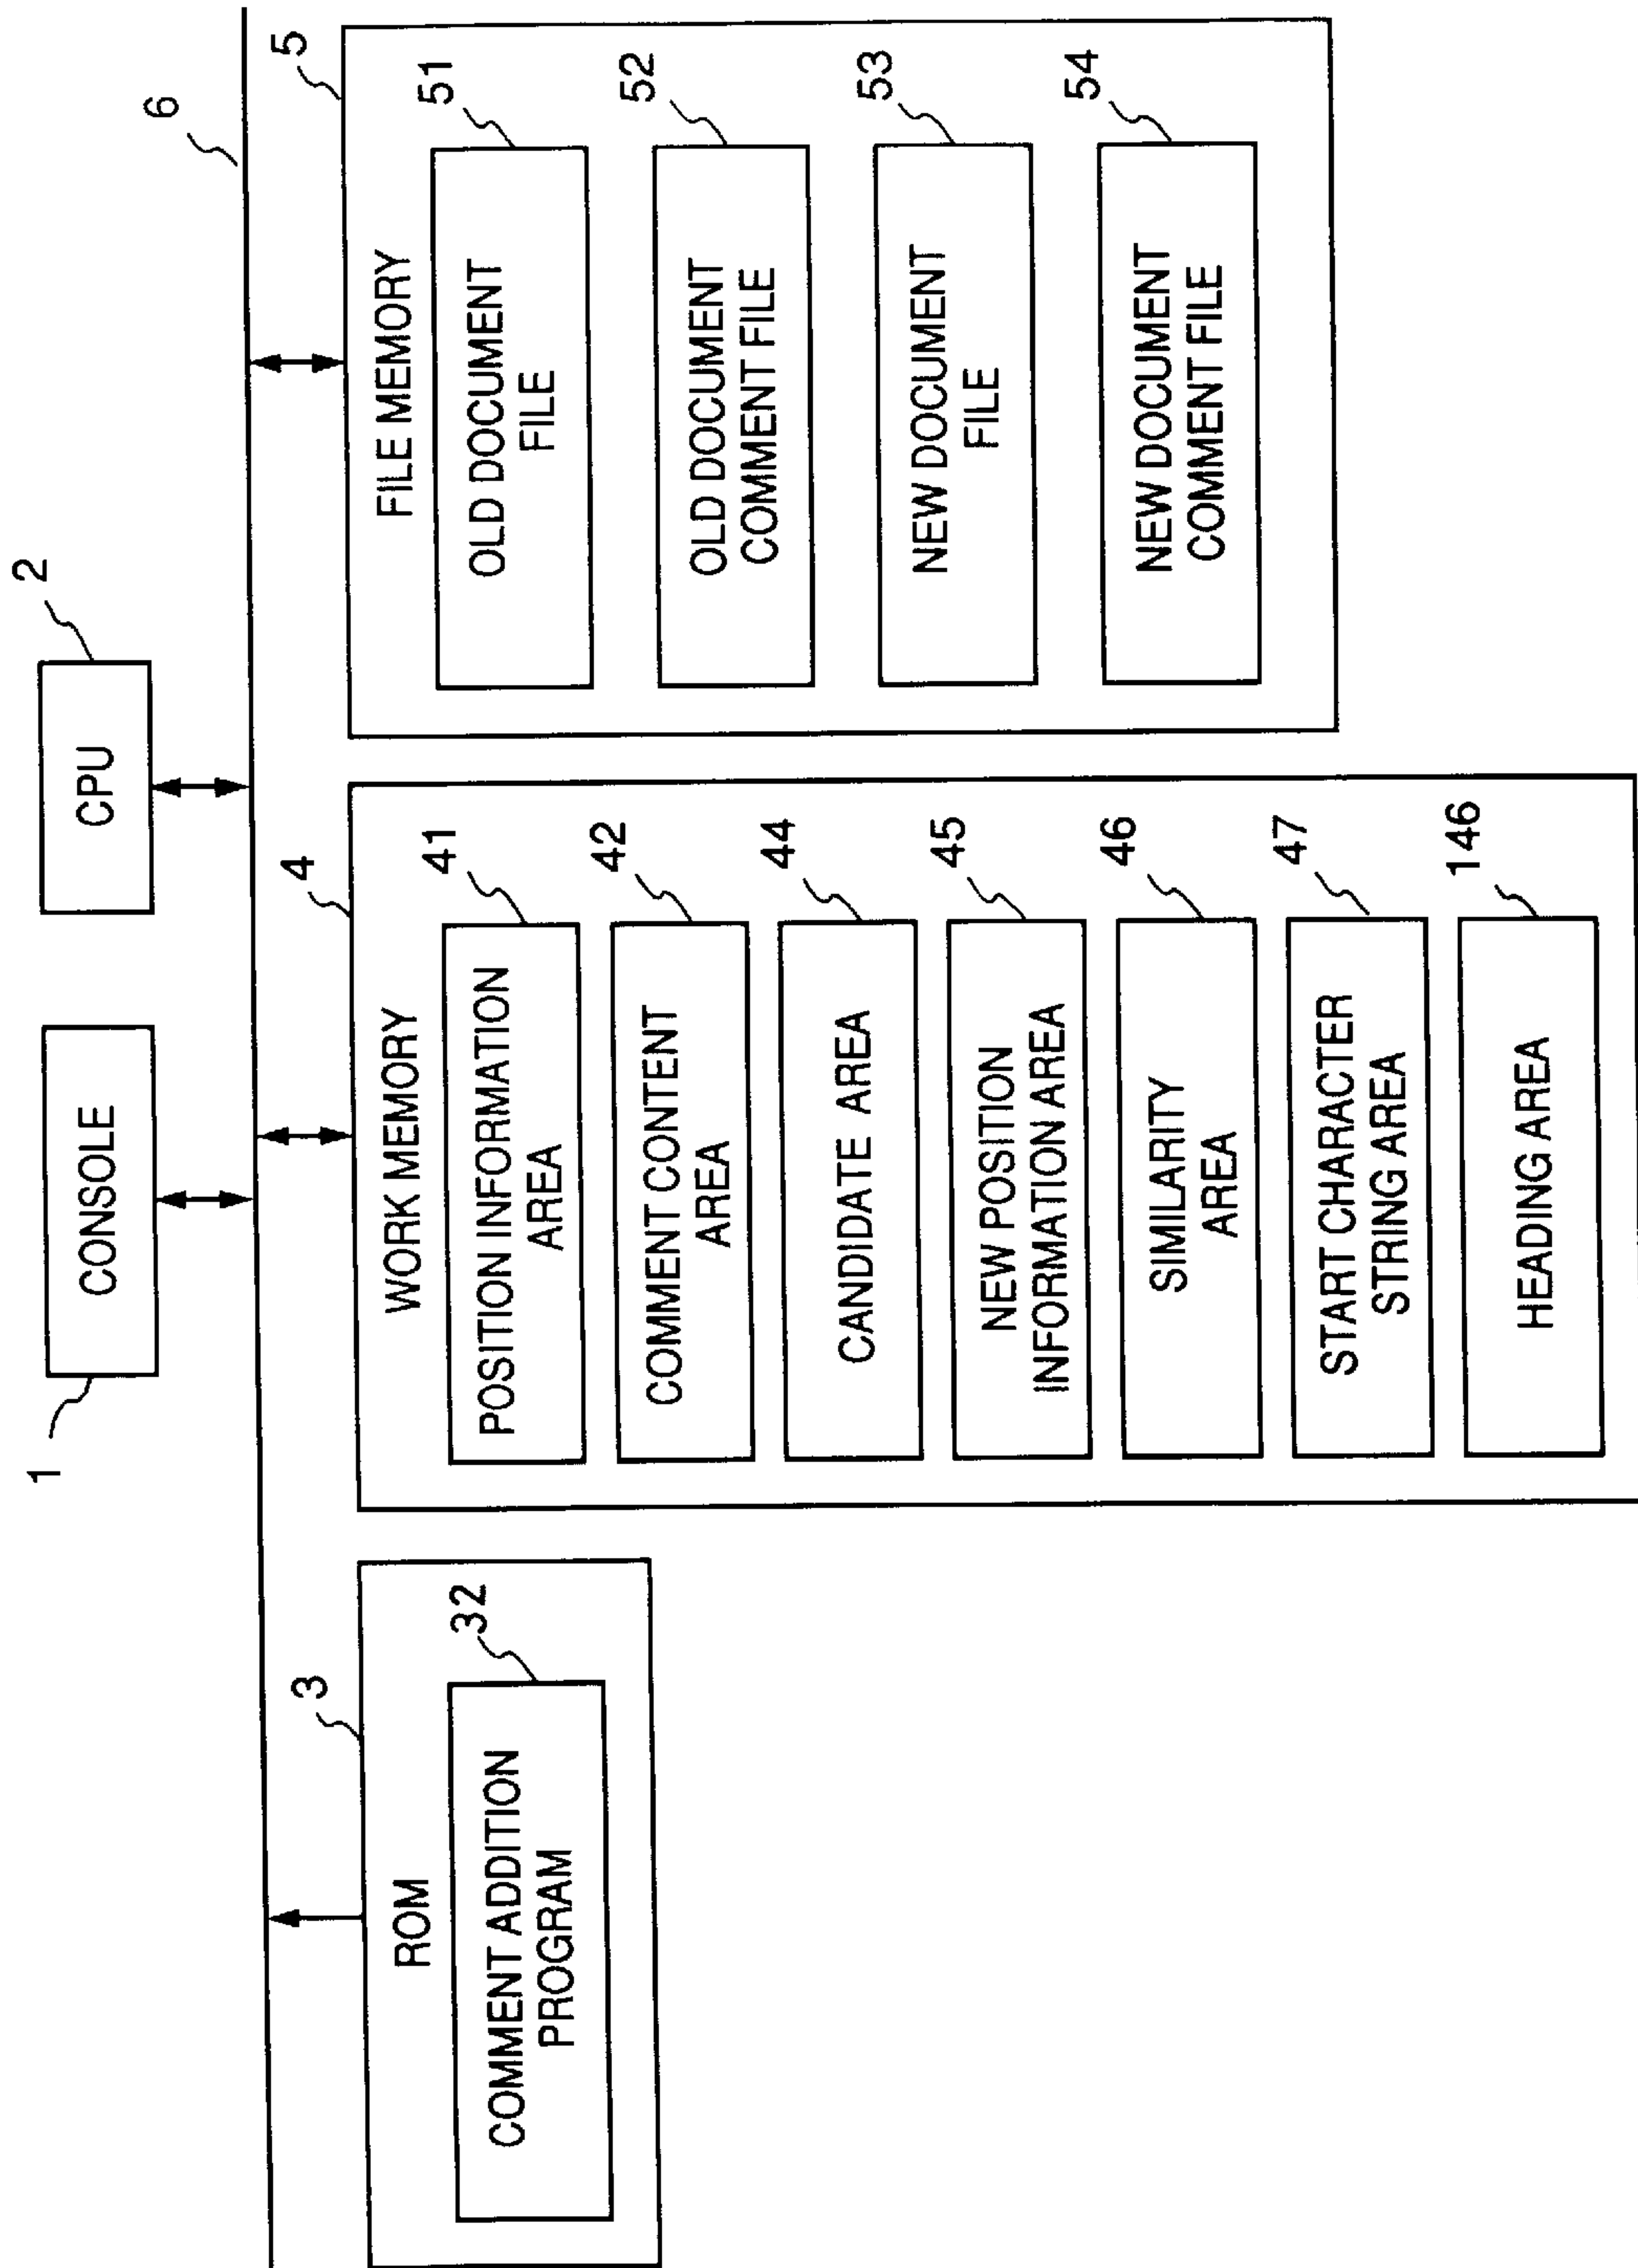 1
CONSOLE
2
CPU
6
3
ROM
32
COMMENT ADDITION
PROGRAM
4
WORK MEMORY
41
POSITION INFORMATION
AREA
42
COMMENT CONTENT
AREA
44
CANDIDATE AREA
45
NEW POSITION
INFORMATION AREA
46
SIMILARITY
AREA
47
START CHARACTER
STRING AREA
146
HEADING AREA
5
FILE MEMORY
51
OLD DOCUMENT
FILE
52
OLD DOCUMENT
COMMENT FILE
53
NEW DOCUMENT
FILE
54
NEW DOCUMENT
COMMENT FILE